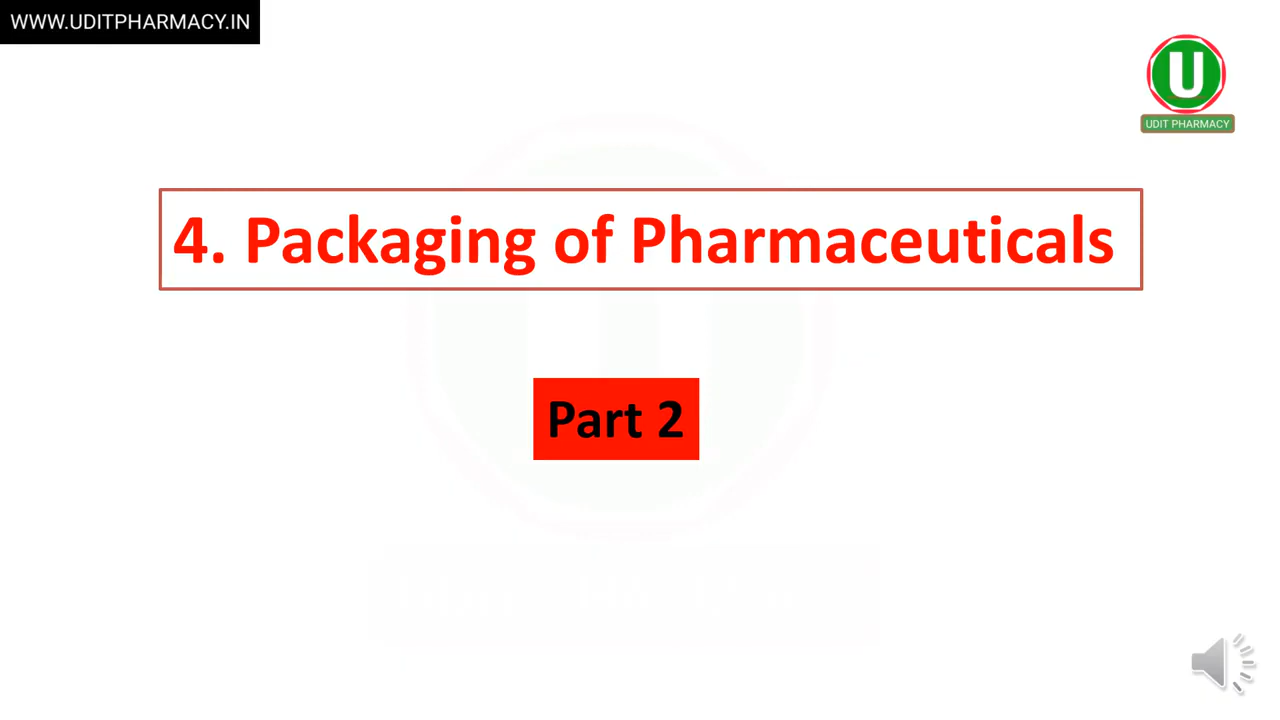 WWW.UDITPHARMACY.IN
U
UDIT PHARMACY
4. Packaging of Pharmaceuticals
Part 2